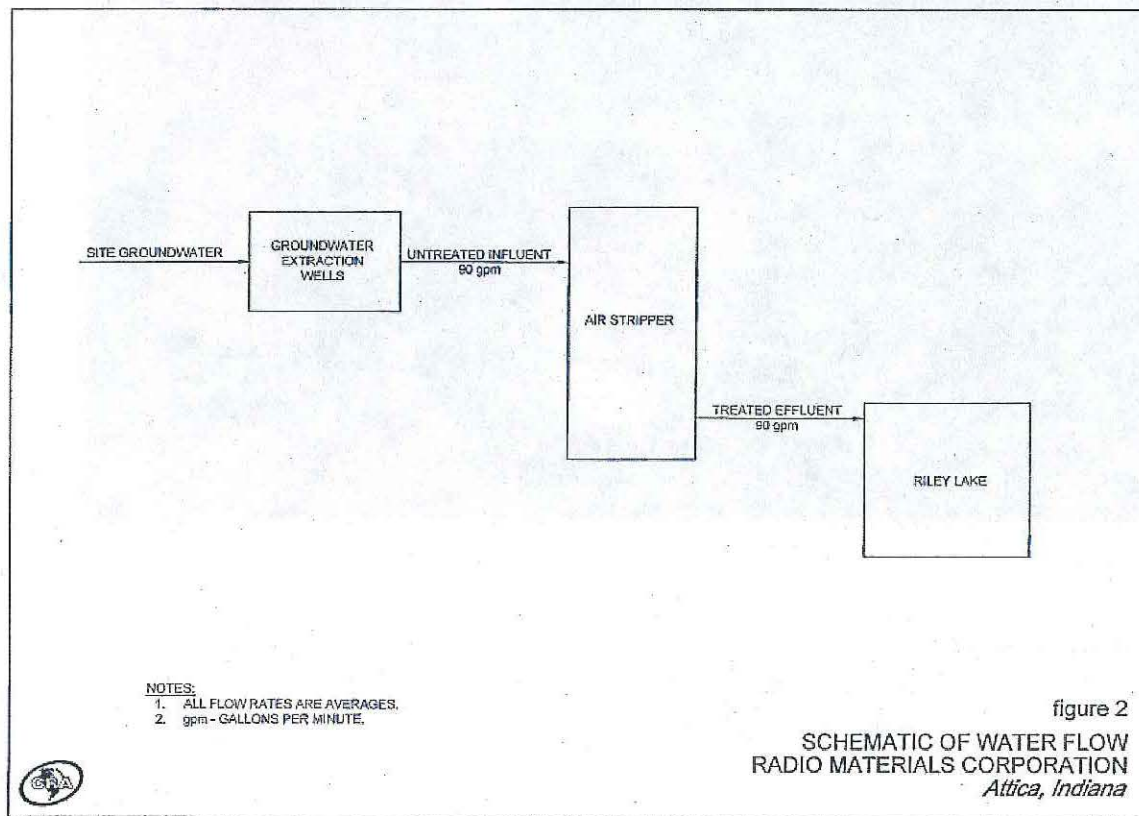 SITE GROUNDWATER
GROUNDWATER
EXTRACTION
WELLS
UNTREATED INFLUENT
90 gpm
AIR STRIPPER
TREATED EFFLUENT
90 gpm
RILEY LAKE
NOTES:
1. ALL FLOW RATES ARE AVERAGES.
2. gpm - GALLONS PER MINUTE.
figure 2
SCHEMATIC OF WATER FLOW
RADIO MATERIALS CORPORATION
Attica, Indiana
CRA